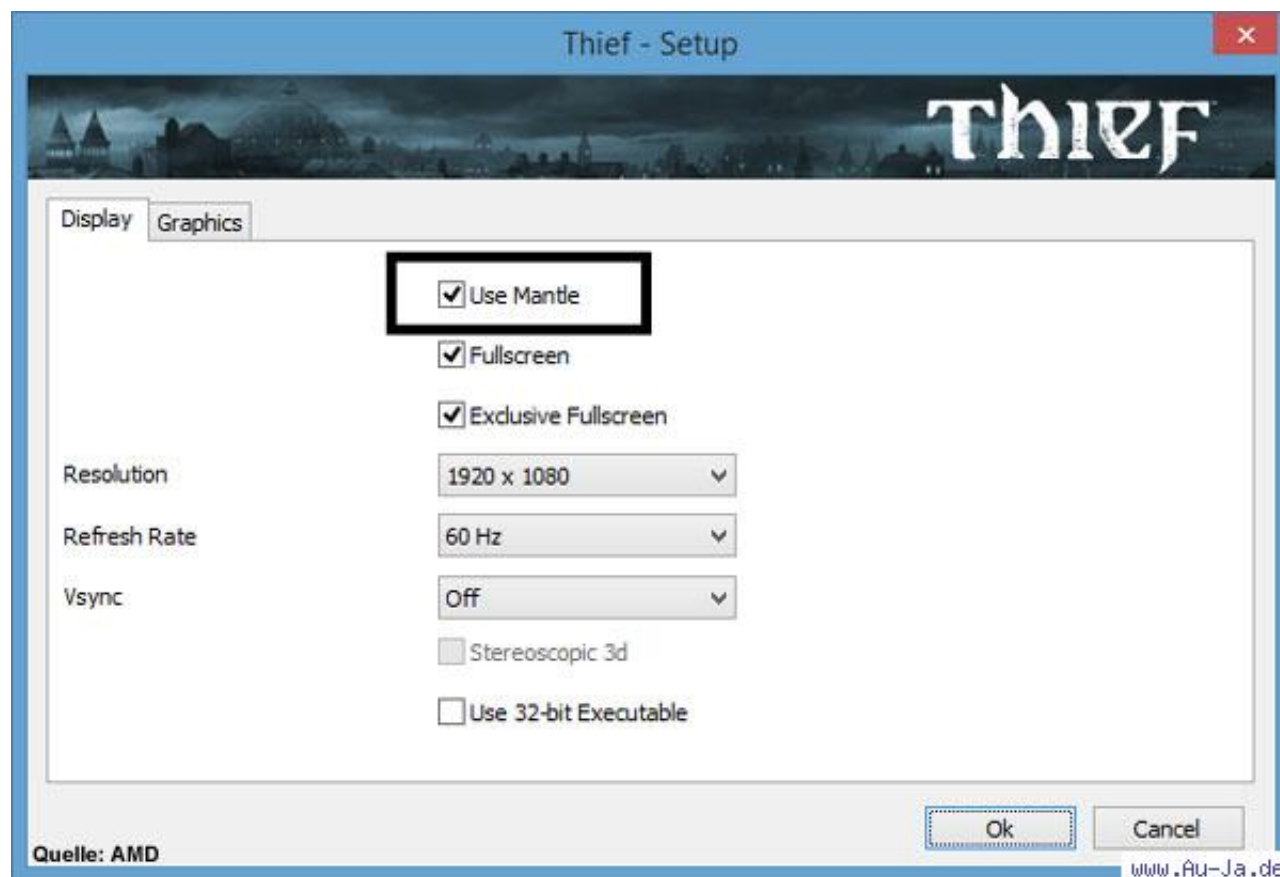 Thief - Setup
THIEF
Display Graphics
Use Mantle
Fullscreen
Exclusive Fullscreen
Resolution 1920 x 1080
Refresh Rate 60 Hz
Vsync Off
Stereoscopic 3d
Use 32-bit Executable
Ok Cancel
Quelle: AMD
www.Au-Ja.de